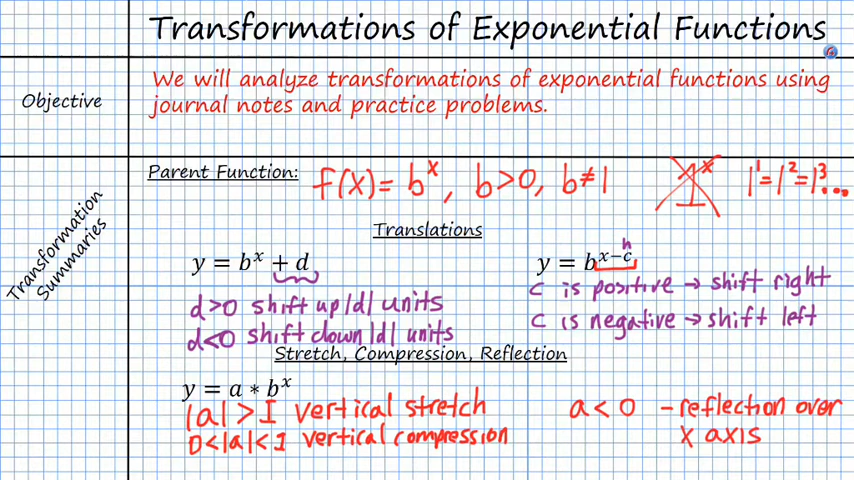 Transformations of Exponential Functions
Objective
We will analyze transformations of exponential functions using
journal notes and practice problems.
Transformation
Summaries
Parent Function: f(x) = b^x, b>0, b≠1 1^x 1^1=1^2=1^3...
Translations
y = b^x + d
d>0 shift up |d| units
d<0 shift down |d| units
h
y = b^(x−c)
c is positive → shift right
c is negative → shift left
Stretch, Compression, Reflection
y = a ∗ b^x
|a| > 1 vertical stretch
0<|a|<1 vertical compression
a < 0 - reflection over
x axis